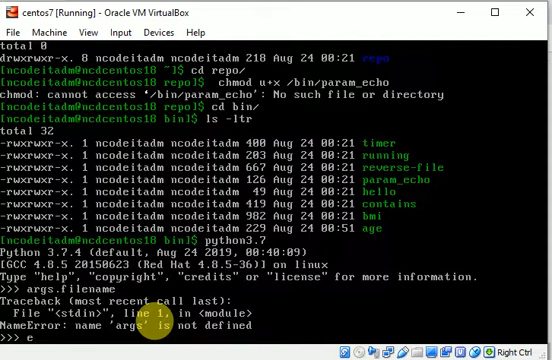 centos7 [Running] - Oracle VM VirtualBox
File Machine View Input Devices Help
total 0
drwxrwxr-x. 8 ncodeitadm ncodeitadm 218 Aug 24 00:21 repo
[ncodeitadm@ncodeitadmcentos18 ~]$ cd repo/
[ncodeitadm@ncodeitadmcentos18 repo]$ chmod u+x /bin/param_echo
chmod: cannot access ‘/bin/param_echo’: No such file or directory
[ncodeitadm@ncodeitadmcentos18 repo]$ cd bin/
[ncodeitadm@ncodeitadmcentos18 bin]$ ls -ltr
total 32
-rwxrwxr-x. 1 ncodeitadm ncodeitadm 400 Aug 24 00:21 timer
-rwxrwxr-x. 1 ncodeitadm ncodeitadm 203 Aug 24 00:21 running
-rwxrwxr-x. 1 ncodeitadm ncodeitadm 667 Aug 24 00:21 reverse-file
-rwxrwxr-x. 1 ncodeitadm ncodeitadm 126 Aug 24 00:21 param_echo
-rwxrwxr-x. 1 ncodeitadm ncodeitadm 49 Aug 24 00:21 hello
-rwxrwxr-x. 1 ncodeitadm ncodeitadm 419 Aug 24 00:21 contains
-rwxrwxr-x. 1 ncodeitadm ncodeitadm 982 Aug 24 00:21 bmi
-rwxrwxr-x. 1 ncodeitadm ncodeitadm 229 Aug 24 00:51 age
[ncodeitadm@ncodeitadmcentos18 bin]$ python3.7
Python 3.7.4 (default, Aug 24 2019, 00:40:09)
[GCC 4.8.5 20150623 (Red Hat 4.8.5-36)] on linux
Type "help", "copyright", "credits" or "license" for more information.
>>> args.filename
Traceback (most recent call last):
  File "<stdin>", line 1, in <module>
NameError: name 'args' is not defined
>>> e
Right Ctrl